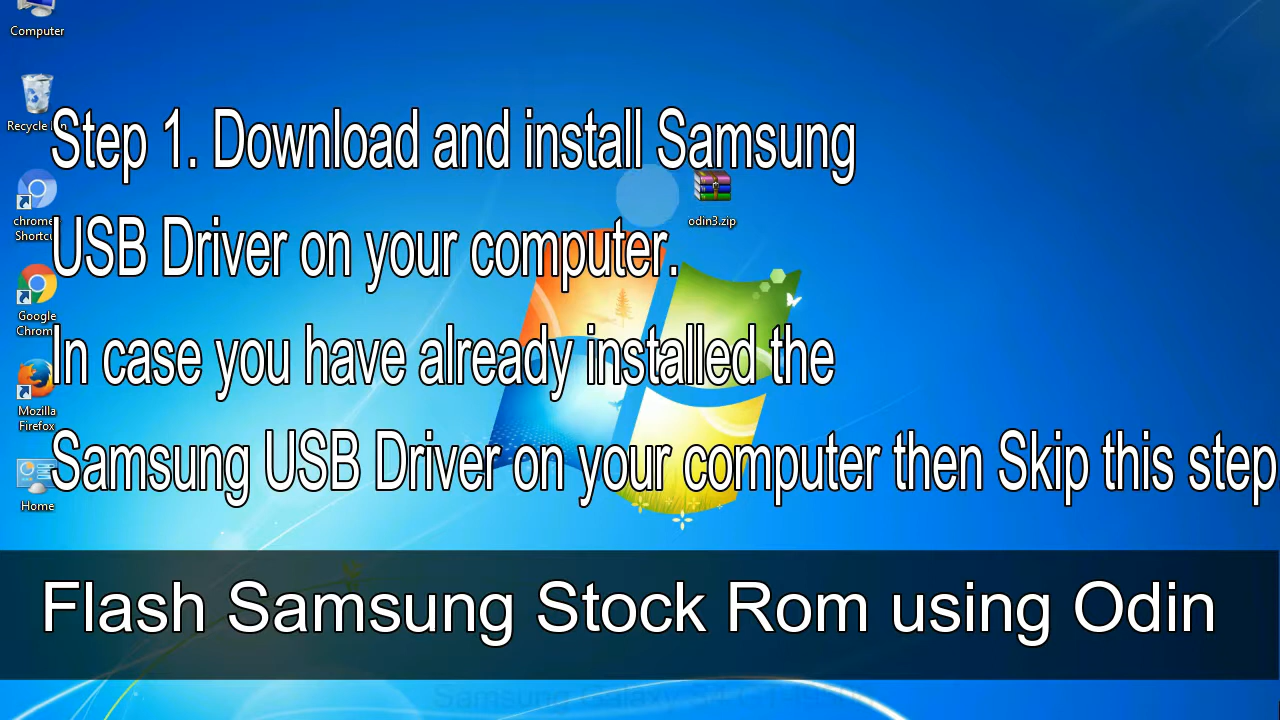 Computer
Recycle
Step 1. Download and install Samsung
odin3.zip
chrome
Shortcu
USB Driver on your computer.
Google
Chrom
In case you have already installed the
Mozilla
Firefox
Samsung USB Driver on your computer then Skip this step
Home
Flash Samsung Stock Rom using Odin
Samsung Galaxy